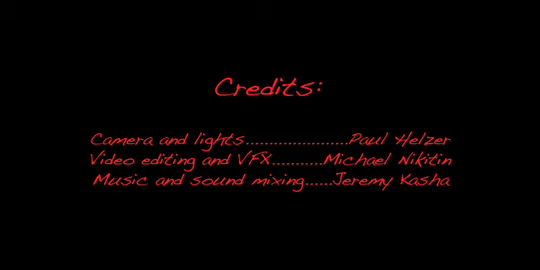 Credits:
Camera and lights......................Paul Helzer
Video editing and VFX...........Michael Nikitin
Music and sound mixing......Jeremy Kasha